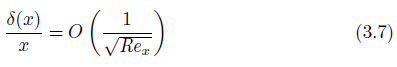 δ(x)/x = O(1/√Re_x) (3.7)